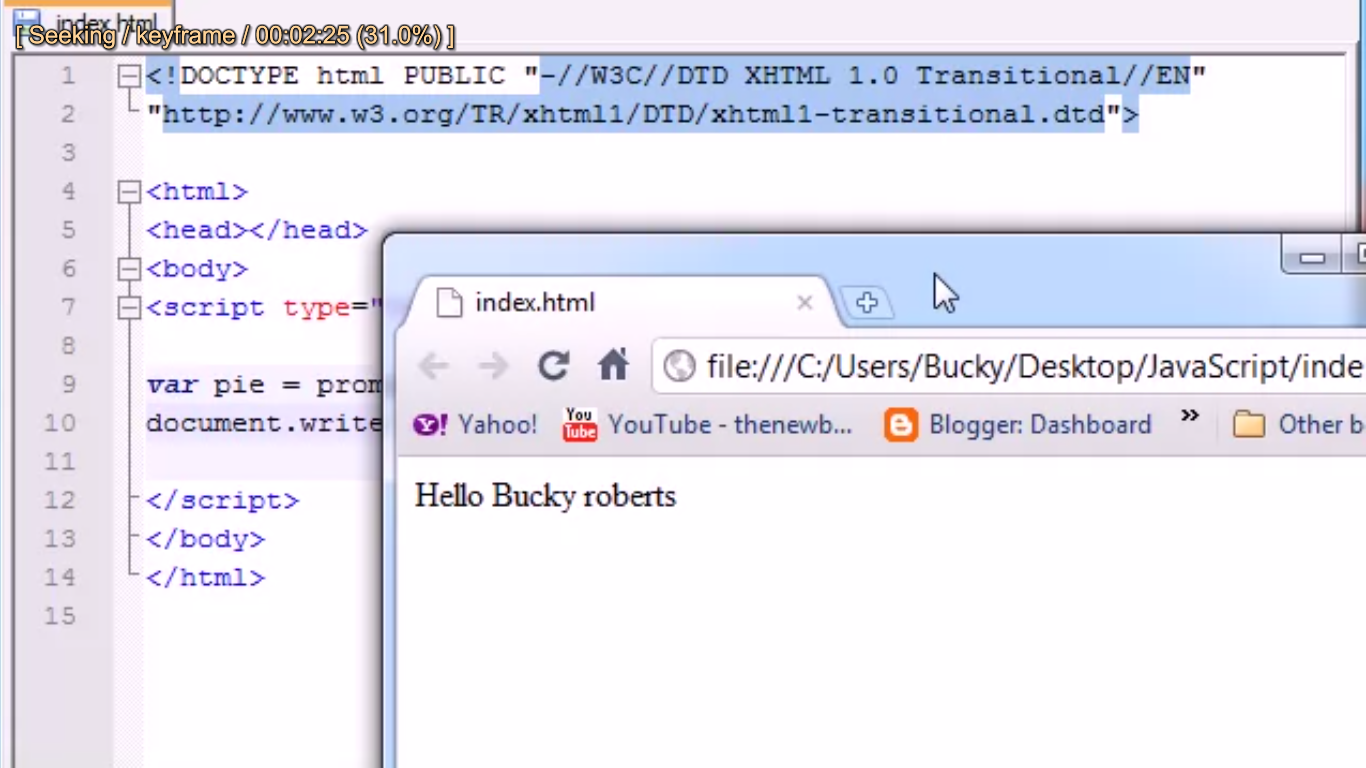 index.html
[ Seeking / keyframe / 00:02:25 (31.0%) ]
1 <!DOCTYPE html PUBLIC "-//W3C//DTD XHTML 1.0 Transitional//EN"
2 "http://www.w3.org/TR/xhtml1/DTD/xhtml1-transitional.dtd">
3
4 <html>
5 <head></head>
6 <body>
7 <script type="
8
9 var pie = prom
10 document.write
11
12 </script>
13 </body>
14 </html>
15
index.html
file:///C:/Users/Bucky/Desktop/JavaScript/inde
Yahoo! You Tube YouTube - thenewb... Blogger: Dashboard » Other b
Hello Bucky roberts